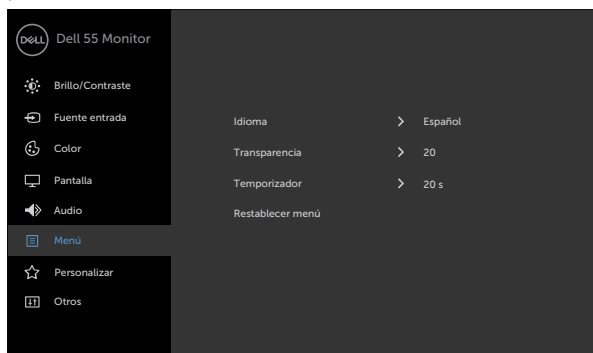 DELL Dell 55 Monitor
Brillo/Contraste
Fuente entrada
Color
Pantalla
Audio
Menú
Personalizar
Otros
Idioma Español
Transparencia 20
Temporizador 20 s
Restablecer menú